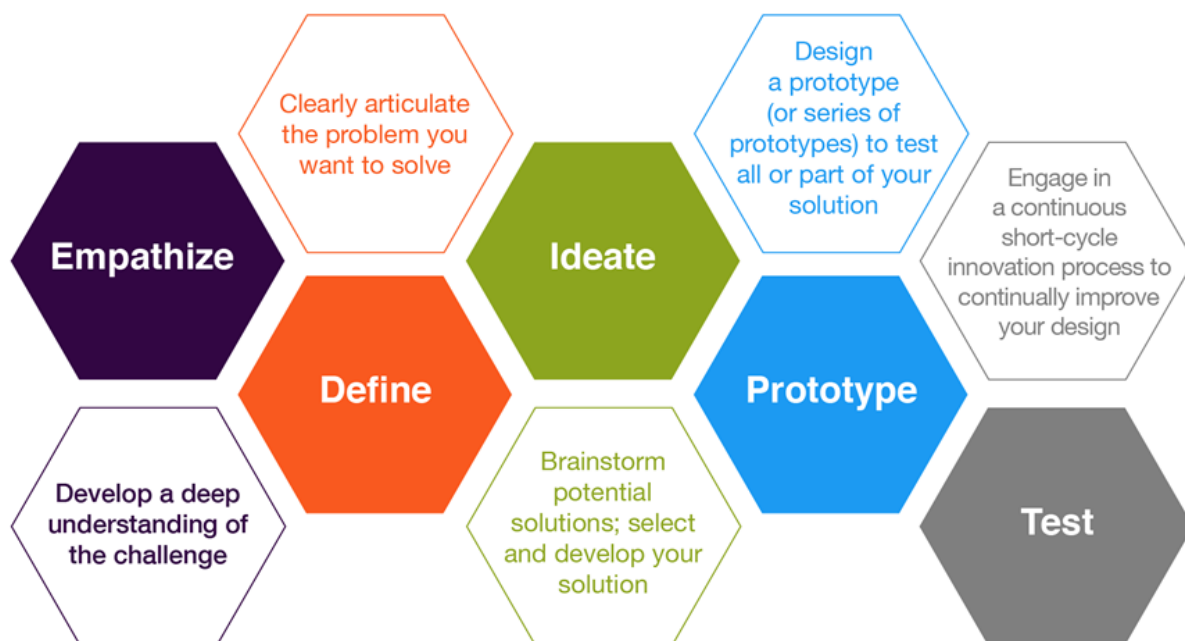 Empathize
Develop a deep
understanding of
the challenge
Clearly articulate
the problem you
want to solve
Define
Ideate
Brainstorm
potential
solutions; select
and develop your
solution
Design
a prototype
(or series of
prototypes) to test
all or part of your
solution
Prototype
Engage in
a continuous
short-cycle
innovation process to
continually improve
your design
Test